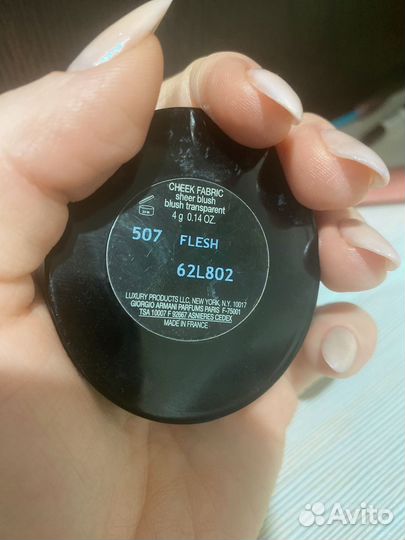 CHEEK FABRIC
sheer blush
blush transparent
4 g 0.14 OZ.
507 FLESH
62L802
LUXURY PRODUCTS LLC, NEW YORK, N.Y. 10017
GIORGIO ARMANI PARFUMS PARIS F-75001
TSA 10007 F 92667 ASNIERES CEDEX
MADE IN FRANCE
Avito